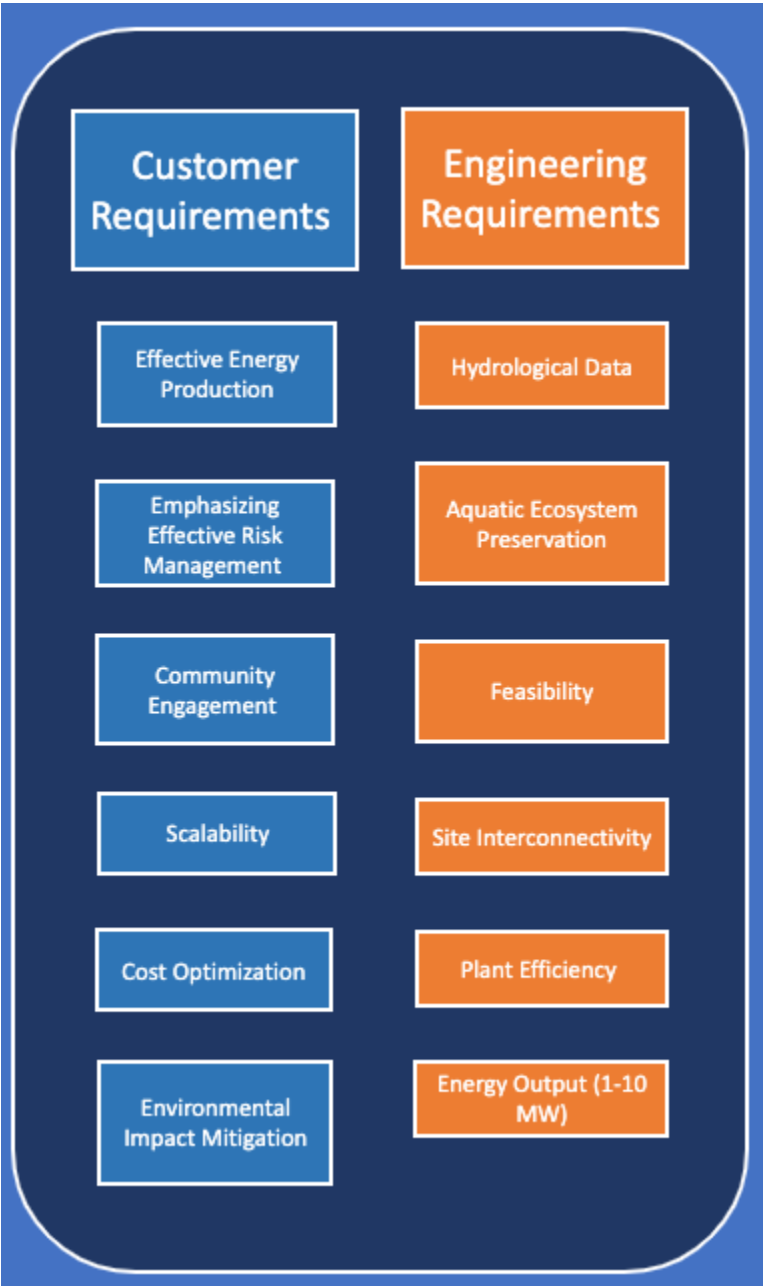 Customer
Requirements
Engineering
Requirements
Effective Energy
Production
Hydrological Data
Emphasizing
Effective Risk
Management
Aquatic Ecosystem
Preservation
Community
Engagement
Feasibility
Scalability
Site Interconnectivity
Cost Optimization
Plant Efficiency
Environmental
Impact Mitigation
Energy Output (1-10
MW)